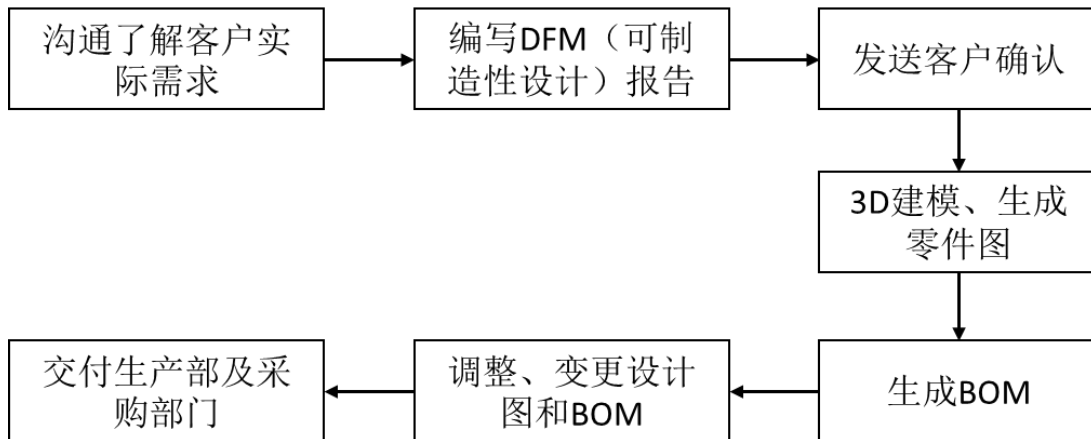 沟通了解客户实
际需求
编写DFM（可制
造性设计）报告
发送客户确认
3D建模、生成
零件图
生成BOM
调整、变更设计
图和BOM
交付生产部及采
购部门